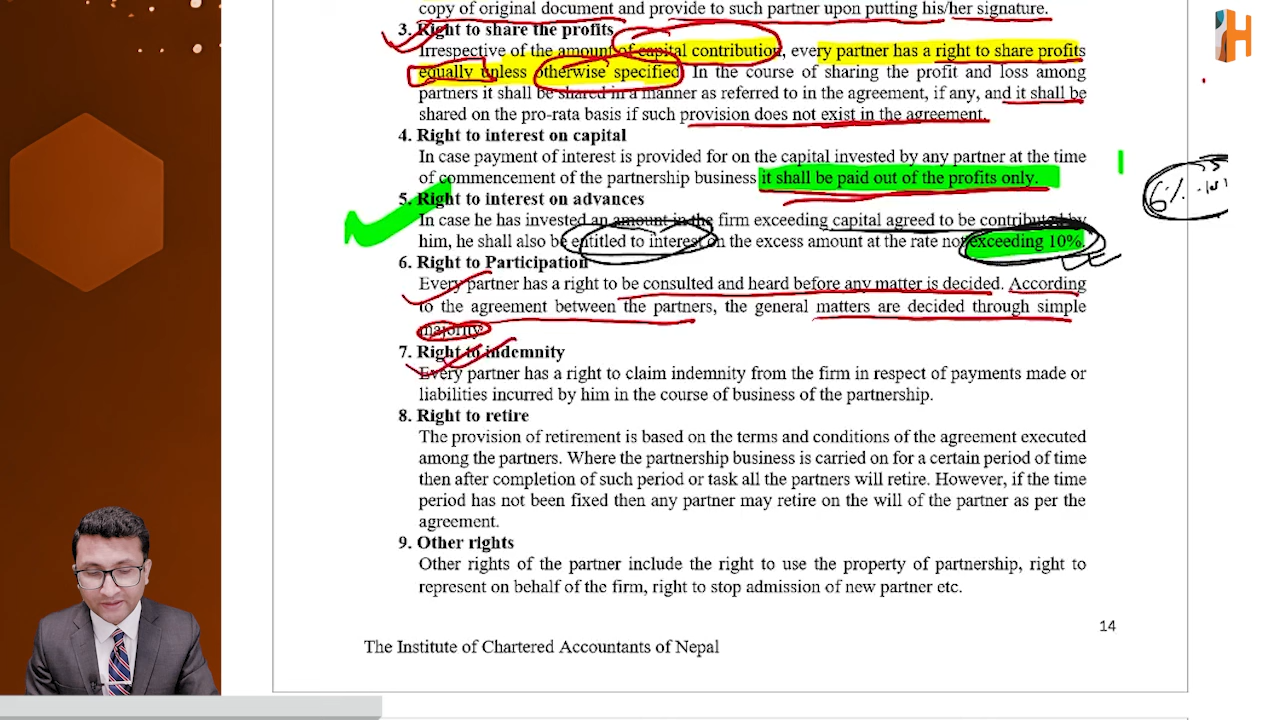 copy of original document and provide to such partner upon putting his/her signature.
3. Right to share the profits
Irrespective of the amount of capital contribution, every partner has a right to share profits
equally unless otherwise specified. In the course of sharing the profit and loss among
partners it shall be shared in a manner as referred to in the agreement, if any, and it shall be
shared on the pro-rata basis if such provision does not exist in the agreement.
4. Right to interest on capital
In case payment of interest is provided for on the capital invested by any partner at the time
of commencement of the partnership business it shall be paid out of the profits only.
5. Right to interest on advances
In case he has invested an amount in the firm exceeding capital agreed to be contributed by
him, he shall also be entitled to interest on the excess amount at the rate not exceeding 10%.
6%
6. Right to Participation
Every partner has a right to be consulted and heard before any matter is decided. According
to the agreement between the partners, the general matters are decided through simple
majority.
7. Right to indemnity
Every partner has a right to claim indemnity from the firm in respect of payments made or
liabilities incurred by him in the course of business of the partnership.
8. Right to retire
The provision of retirement is based on the terms and conditions of the agreement executed
among the partners. Where the partnership business is carried on for a certain period of time
then after completion of such period or task all the partners will retire. However, if the time
period has not been fixed then any partner may retire on the will of the partner as per the
agreement.
9. Other rights
Other rights of the partner include the right to use the property of partnership, right to
represent on behalf of the firm, right to stop admission of new partner etc.
14
The Institute of Chartered Accountants of Nepal
H